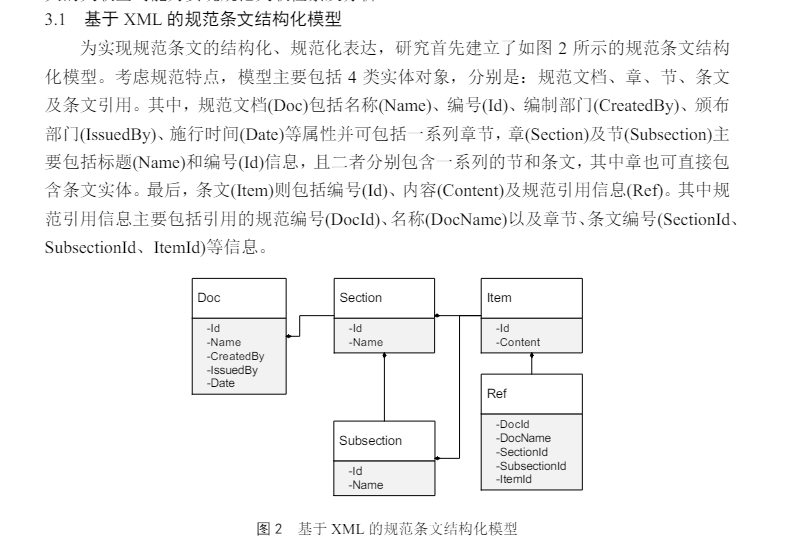 3.1 基于 XML 的规范条文结构化模型
为实现规范条文的结构化、规范化表达，研究首先建立了如图 2 所示的规范条文结构
化模型。考虑规范特点，模型主要包括 4 类实体对象，分别是：规范文档、章、节、条文
及条文引用。其中，规范文档(Doc)包括名称(Name)、编号(Id)、编制部门(CreatedBy)、颁布
部门(IssuedBy)、施行时间(Date)等属性并可包括一系列章节，章(Section)及节(Subsection)主
要包括标题(Name)和编号(Id)信息，且二者分别包含一系列的节和条文，其中章也可直接包
含条文实体。最后，条文(Item)则包括编号(Id)、内容(Content)及规范引用信息(Ref)。其中规
范引用信息主要包括引用的规范编号(DocId)、名称(DocName)以及章节、条文编号(SectionId、
SubsectionId、ItemId)等信息。
Doc
-Id
-Name
-CreatedBy
-IssuedBy
-Date
Section
-Id
-Name
Item
-Id
-Content
Subsection
-Id
-Name
Ref
-DocId
-DocName
-SectionId
-SubsectionId
-ItemId
图 2 基于 XML 的规范条文结构化模型